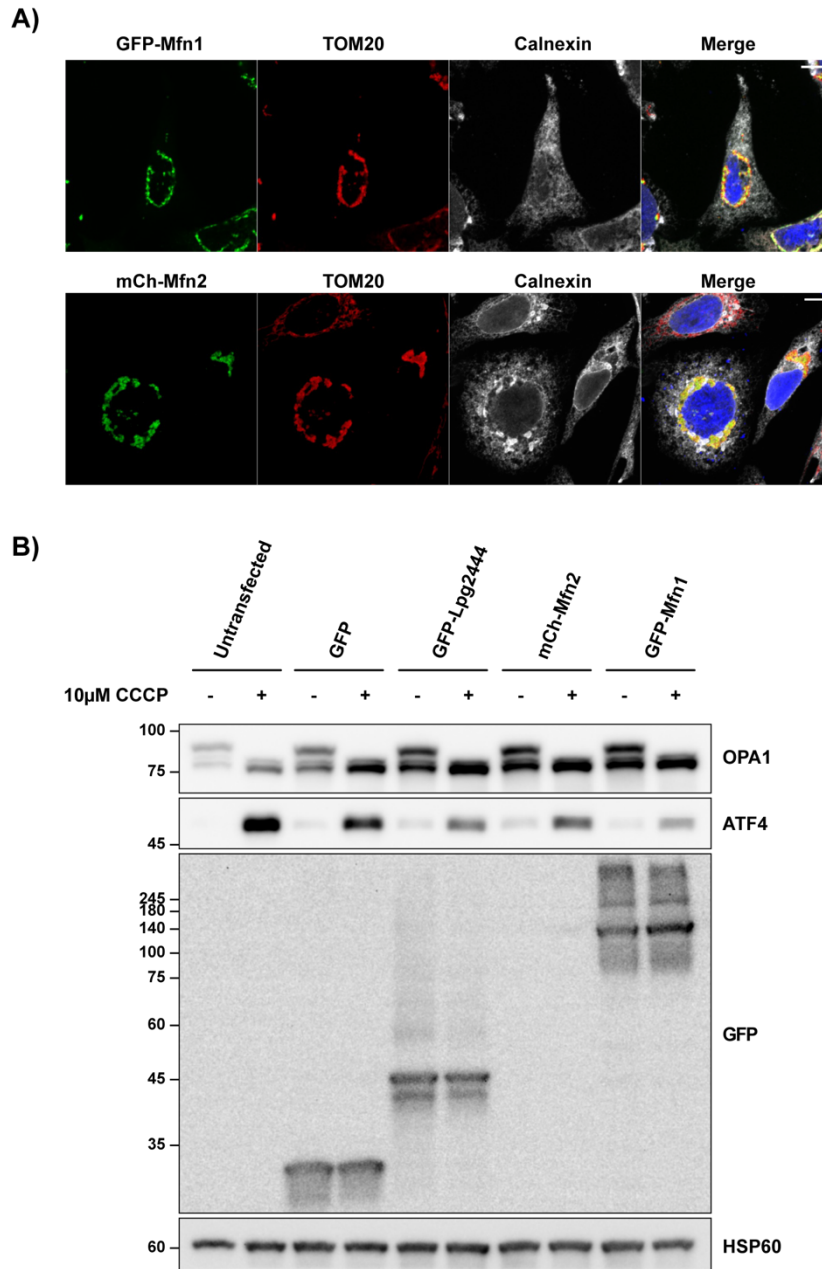 A)
GFP-Mfn1 TOM20 Calnexin Merge
mCh-Mfn2 TOM20 Calnexin Merge
B)
Untransfected GFP GFP-Lpg2444 mCh-Mfn2 GFP-Mfn1
10µM CCCP - + - + - + - + - +
100
75
OPA1
ATF4
45
245
180
140
100
75
60
GFP
45
35
60
HSP60